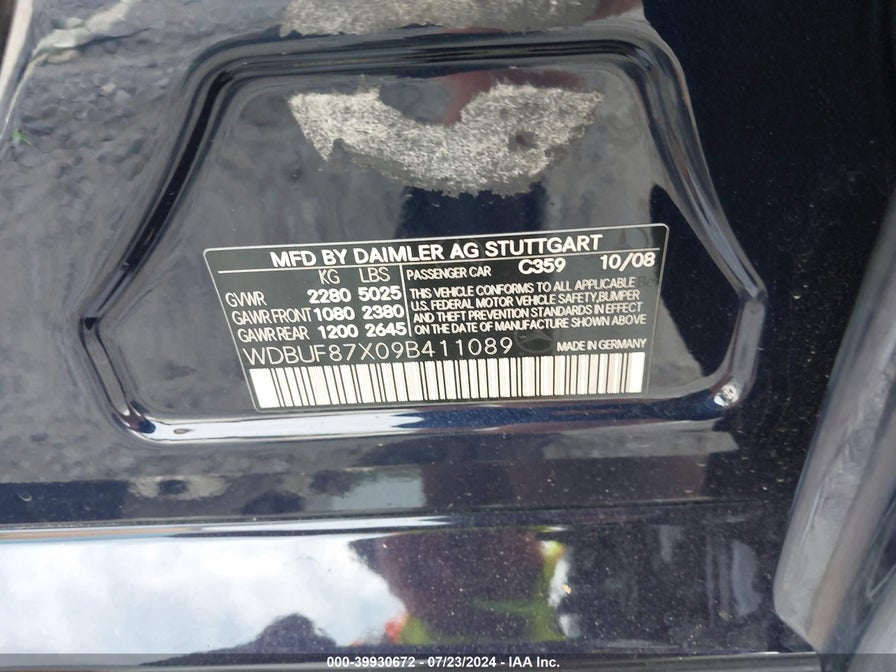 MFD BY DAIMLER AG STUTTGART
KG LBS PASSENGER CAR C359 10/08
GVWR 2280 5025 THIS VEHICLE CONFORMS TO ALL APPLICABLE
GAWR FRONT 1080 2380 U.S. FEDERAL MOTOR VEHICLE SAFETY,BUMPER
AND THEFT PREVENTION STANDARDS IN EFFECT
GAWR REAR 1200 2645 ON THE DATE OF MANUFACTURE SHOWN ABOVE
WDBUF87X09B411089 MADE IN GERMANY
000-39930672 - 07/23/2024 - IAA Inc.